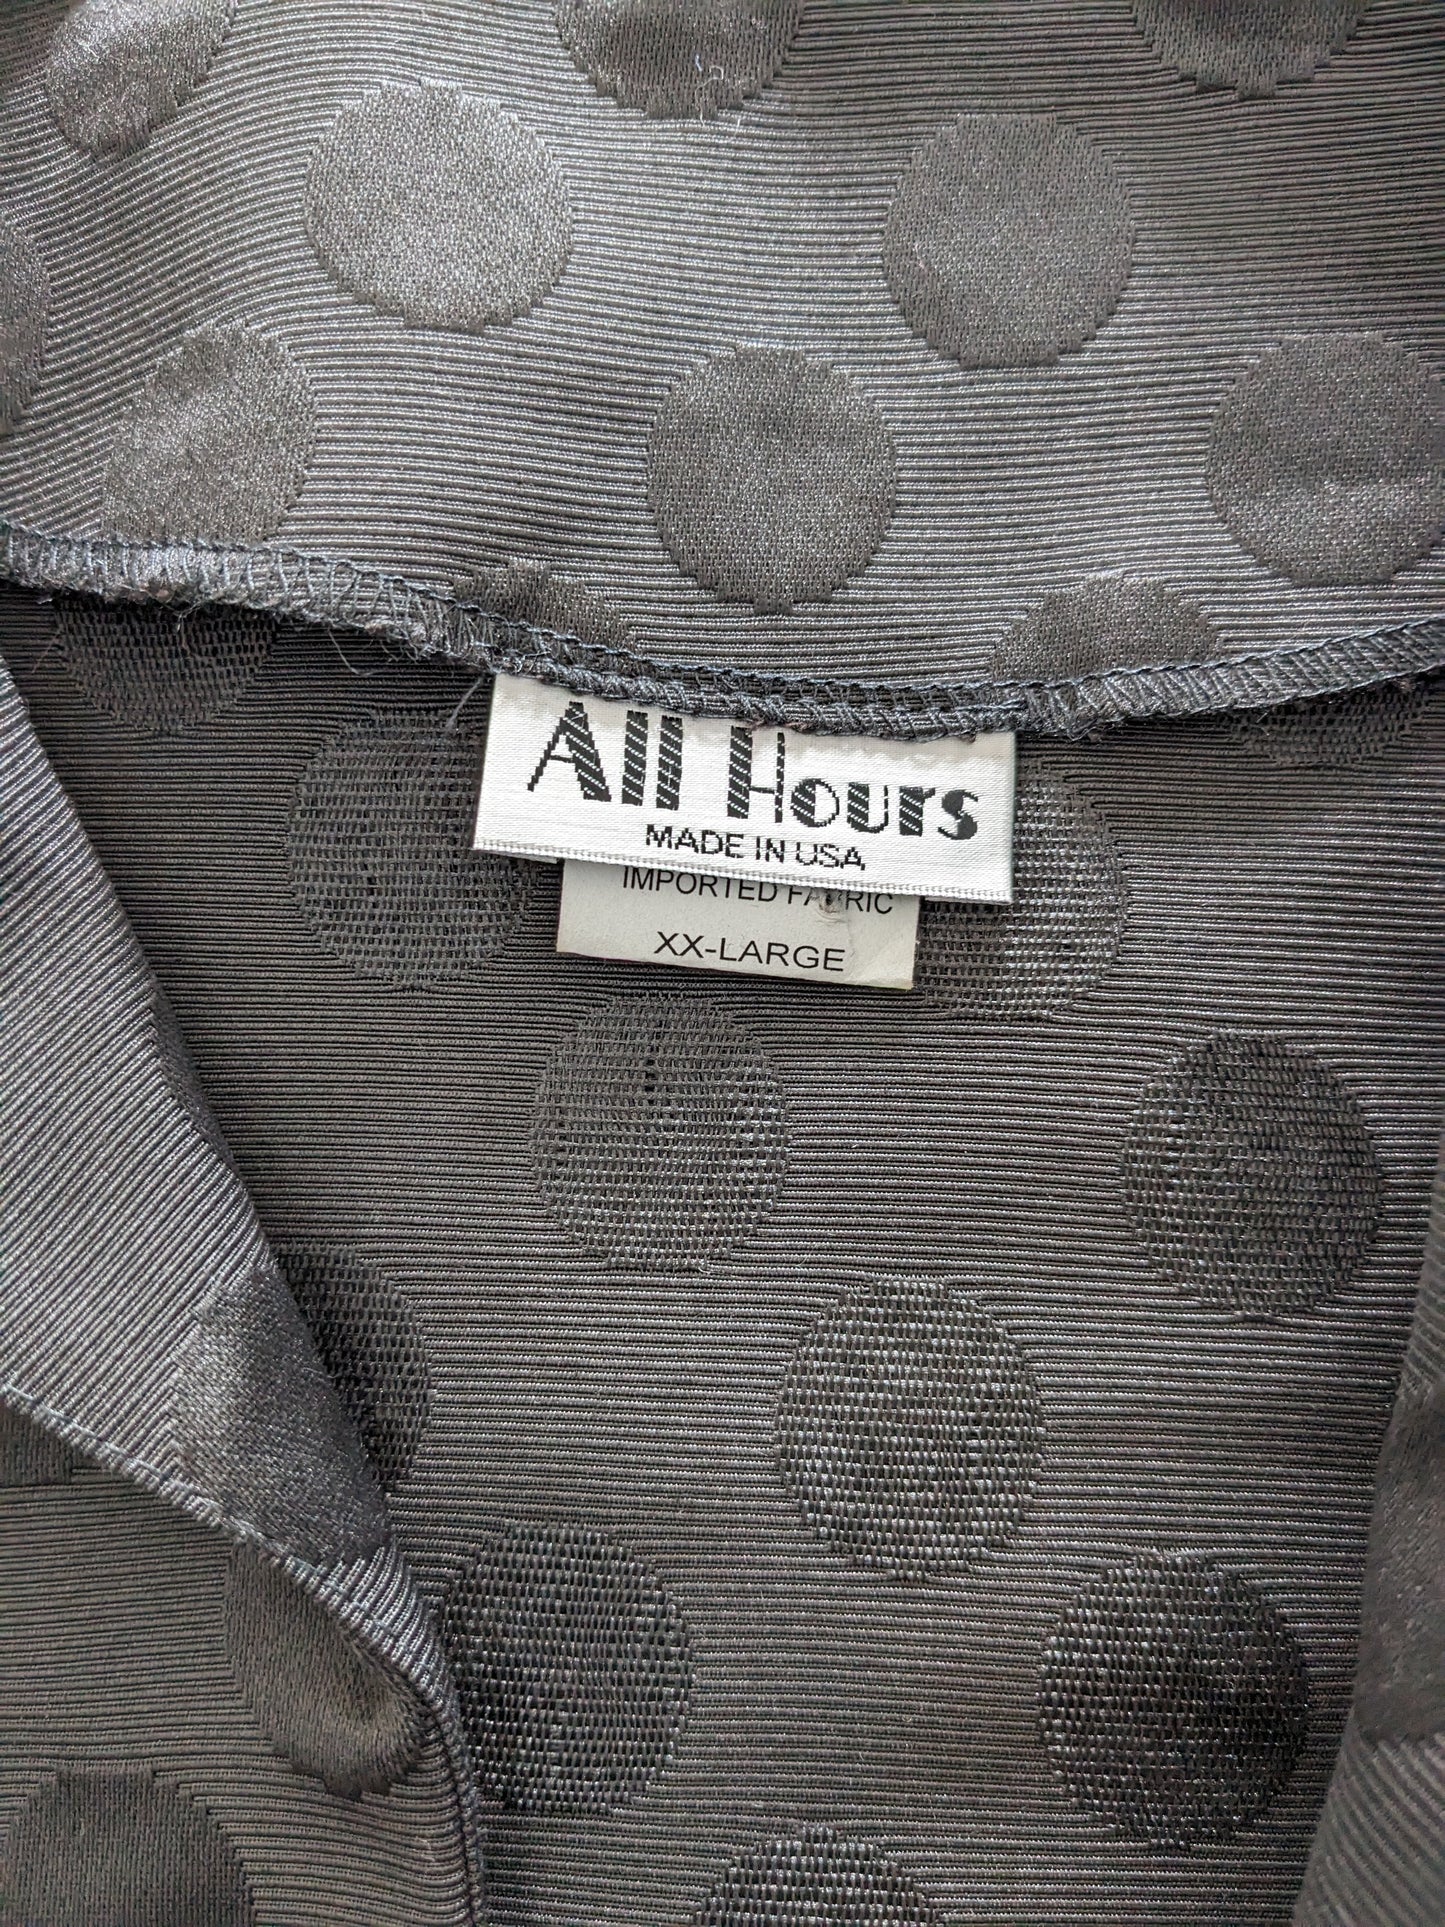 All Hours
MADE IN USA
IMPORTED FABRIC
XX-LARGE